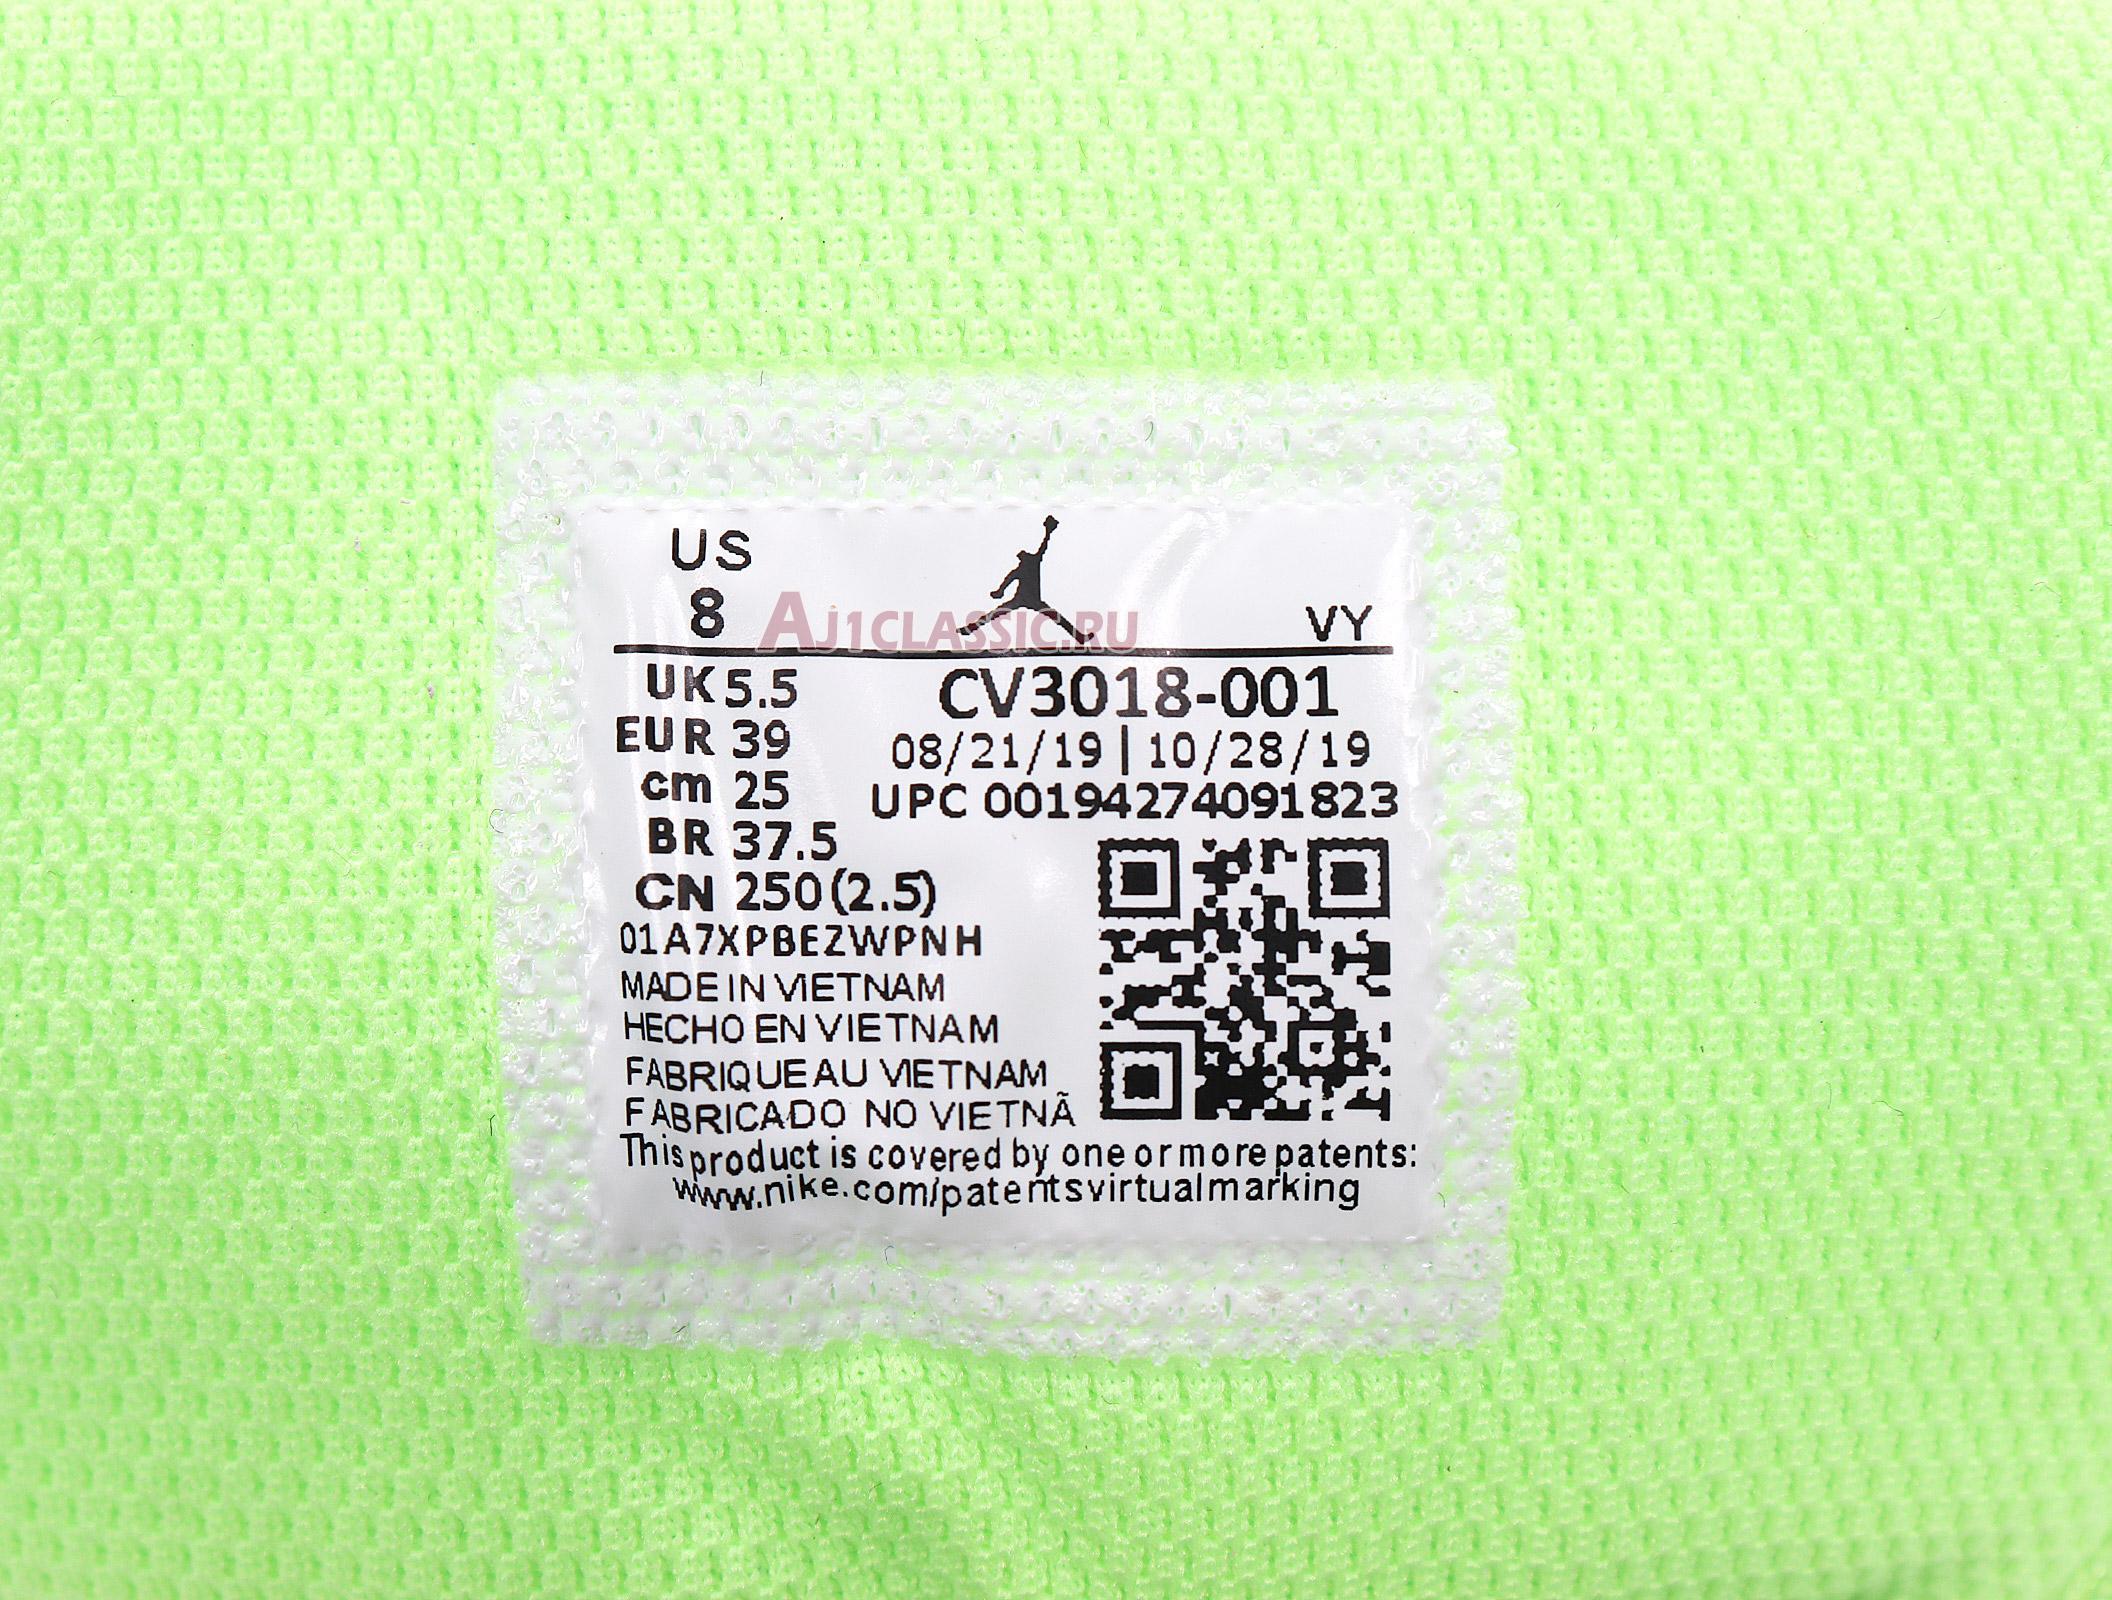 US
8
AJ1CLASSIC.RU
VY
UK 5.5
CV3018-001
EUR 39
08/21/19 | 10/28/19
cm 25
UPC 00194274091823
BR 37.5
CN 250(2.5)
01A7XPBEZWPNH
MADE IN VIETNAM
HECHO EN VIETNAM
FABRIQUE AU VIETNAM
FABRICADO NO VIETNÃ
This product is covered by one or more patents:
www.nike.com/patentsvirtualmarking